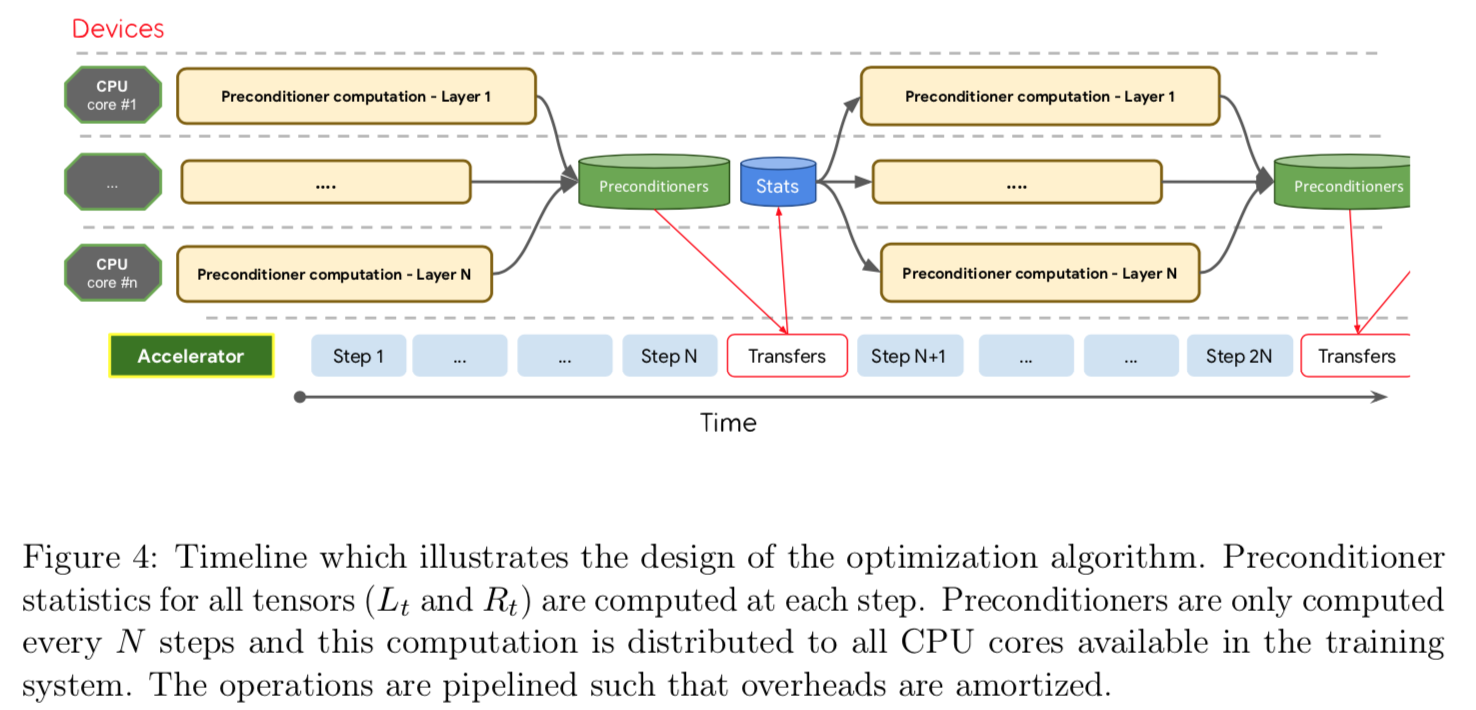 Devices
CPU
core #1
Preconditioner computation - Layer 1
Preconditioner computation - Layer 1
...
....
Preconditioners
Stats
....
Preconditioners
CPU
core #n
Preconditioner computation - Layer N
Preconditioner computation - Layer N
Accelerator
Step 1
...
...
Step N
Transfers
Step N+1
...
...
Step 2N
Transfers
Time
Figure 4: Timeline which illustrates the design of the optimization algorithm. Preconditioner
statistics for all tensors (Lt and Rt) are computed at each step. Preconditioners are only computed
every N steps and this computation is distributed to all CPU cores available in the training
system. The operations are pipelined such that overheads are amortized.